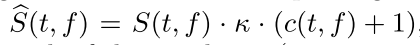 Ŝ(t, f) = S(t, f) · κ · (c(t, f) + 1)